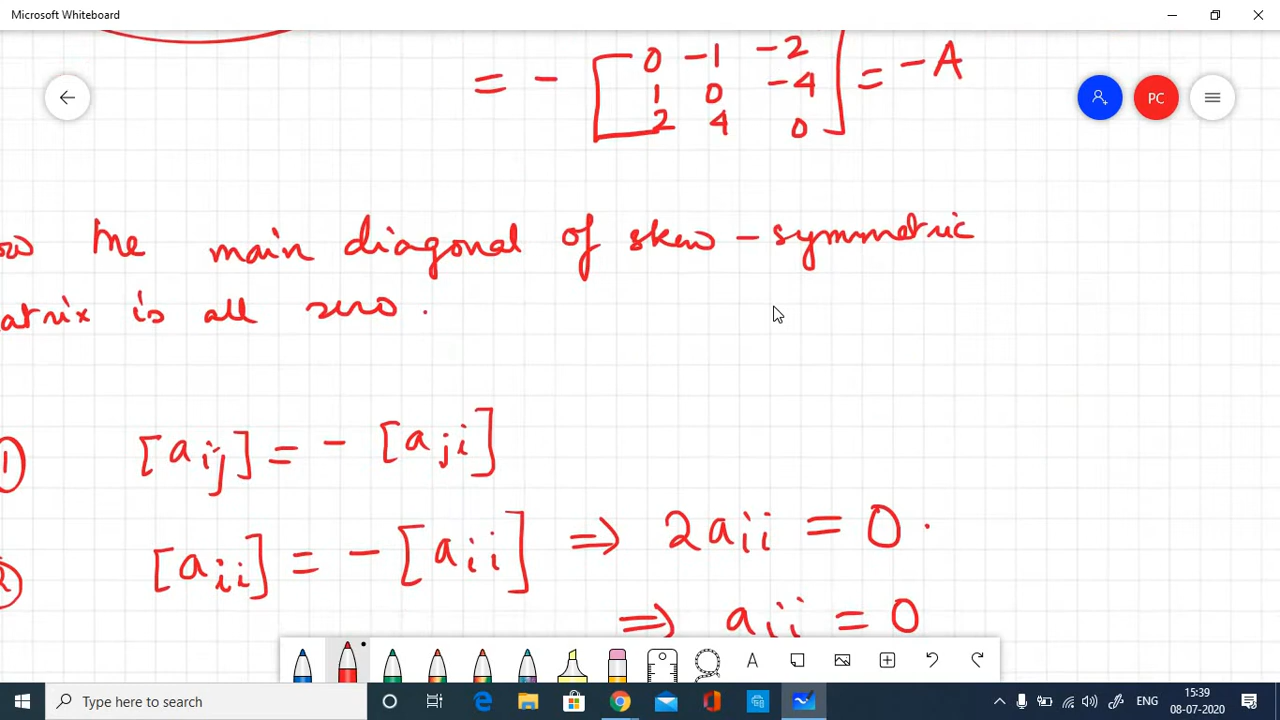 Microsoft Whiteboard
0 -1 -2
= - 1 0 -4 = -A
2 4 0
PC
the main diagonal of skew - symmetric
is all zero.
1 [aij] = - [aji]
[aii] = - [aii] ⇒ 2aii = 0.
⇒ aii = 0
A
Type here to search
ENG
15:39
08-07-2020